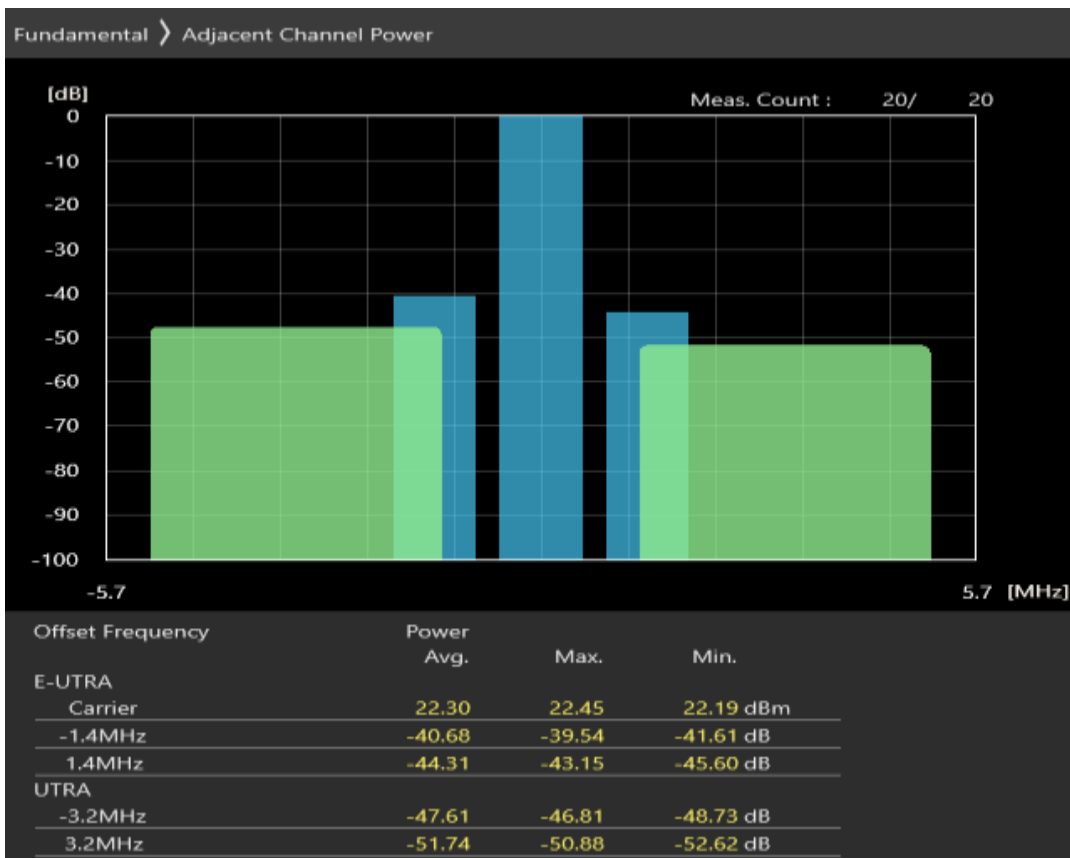 Fundamental 〉 Adjacent Channel Power
[dB]
Meas. Count : 20/ 20
0
-10
-20
-30
-40
-50
-60
-70
-80
-90
-100
-5.7 5.7 [MHz]
Offset Frequency Power
Avg. Max. Min.
E-UTRA
Carrier 22.30 22.45 22.19 dBm
-1.4MHz -40.68 -39.54 -41.61 dB
1.4MHz -44.31 -43.15 -45.60 dB
UTRA
-3.2MHz -47.61 -46.81 -48.73 dB
3.2MHz -51.74 -50.88 -52.62 dB